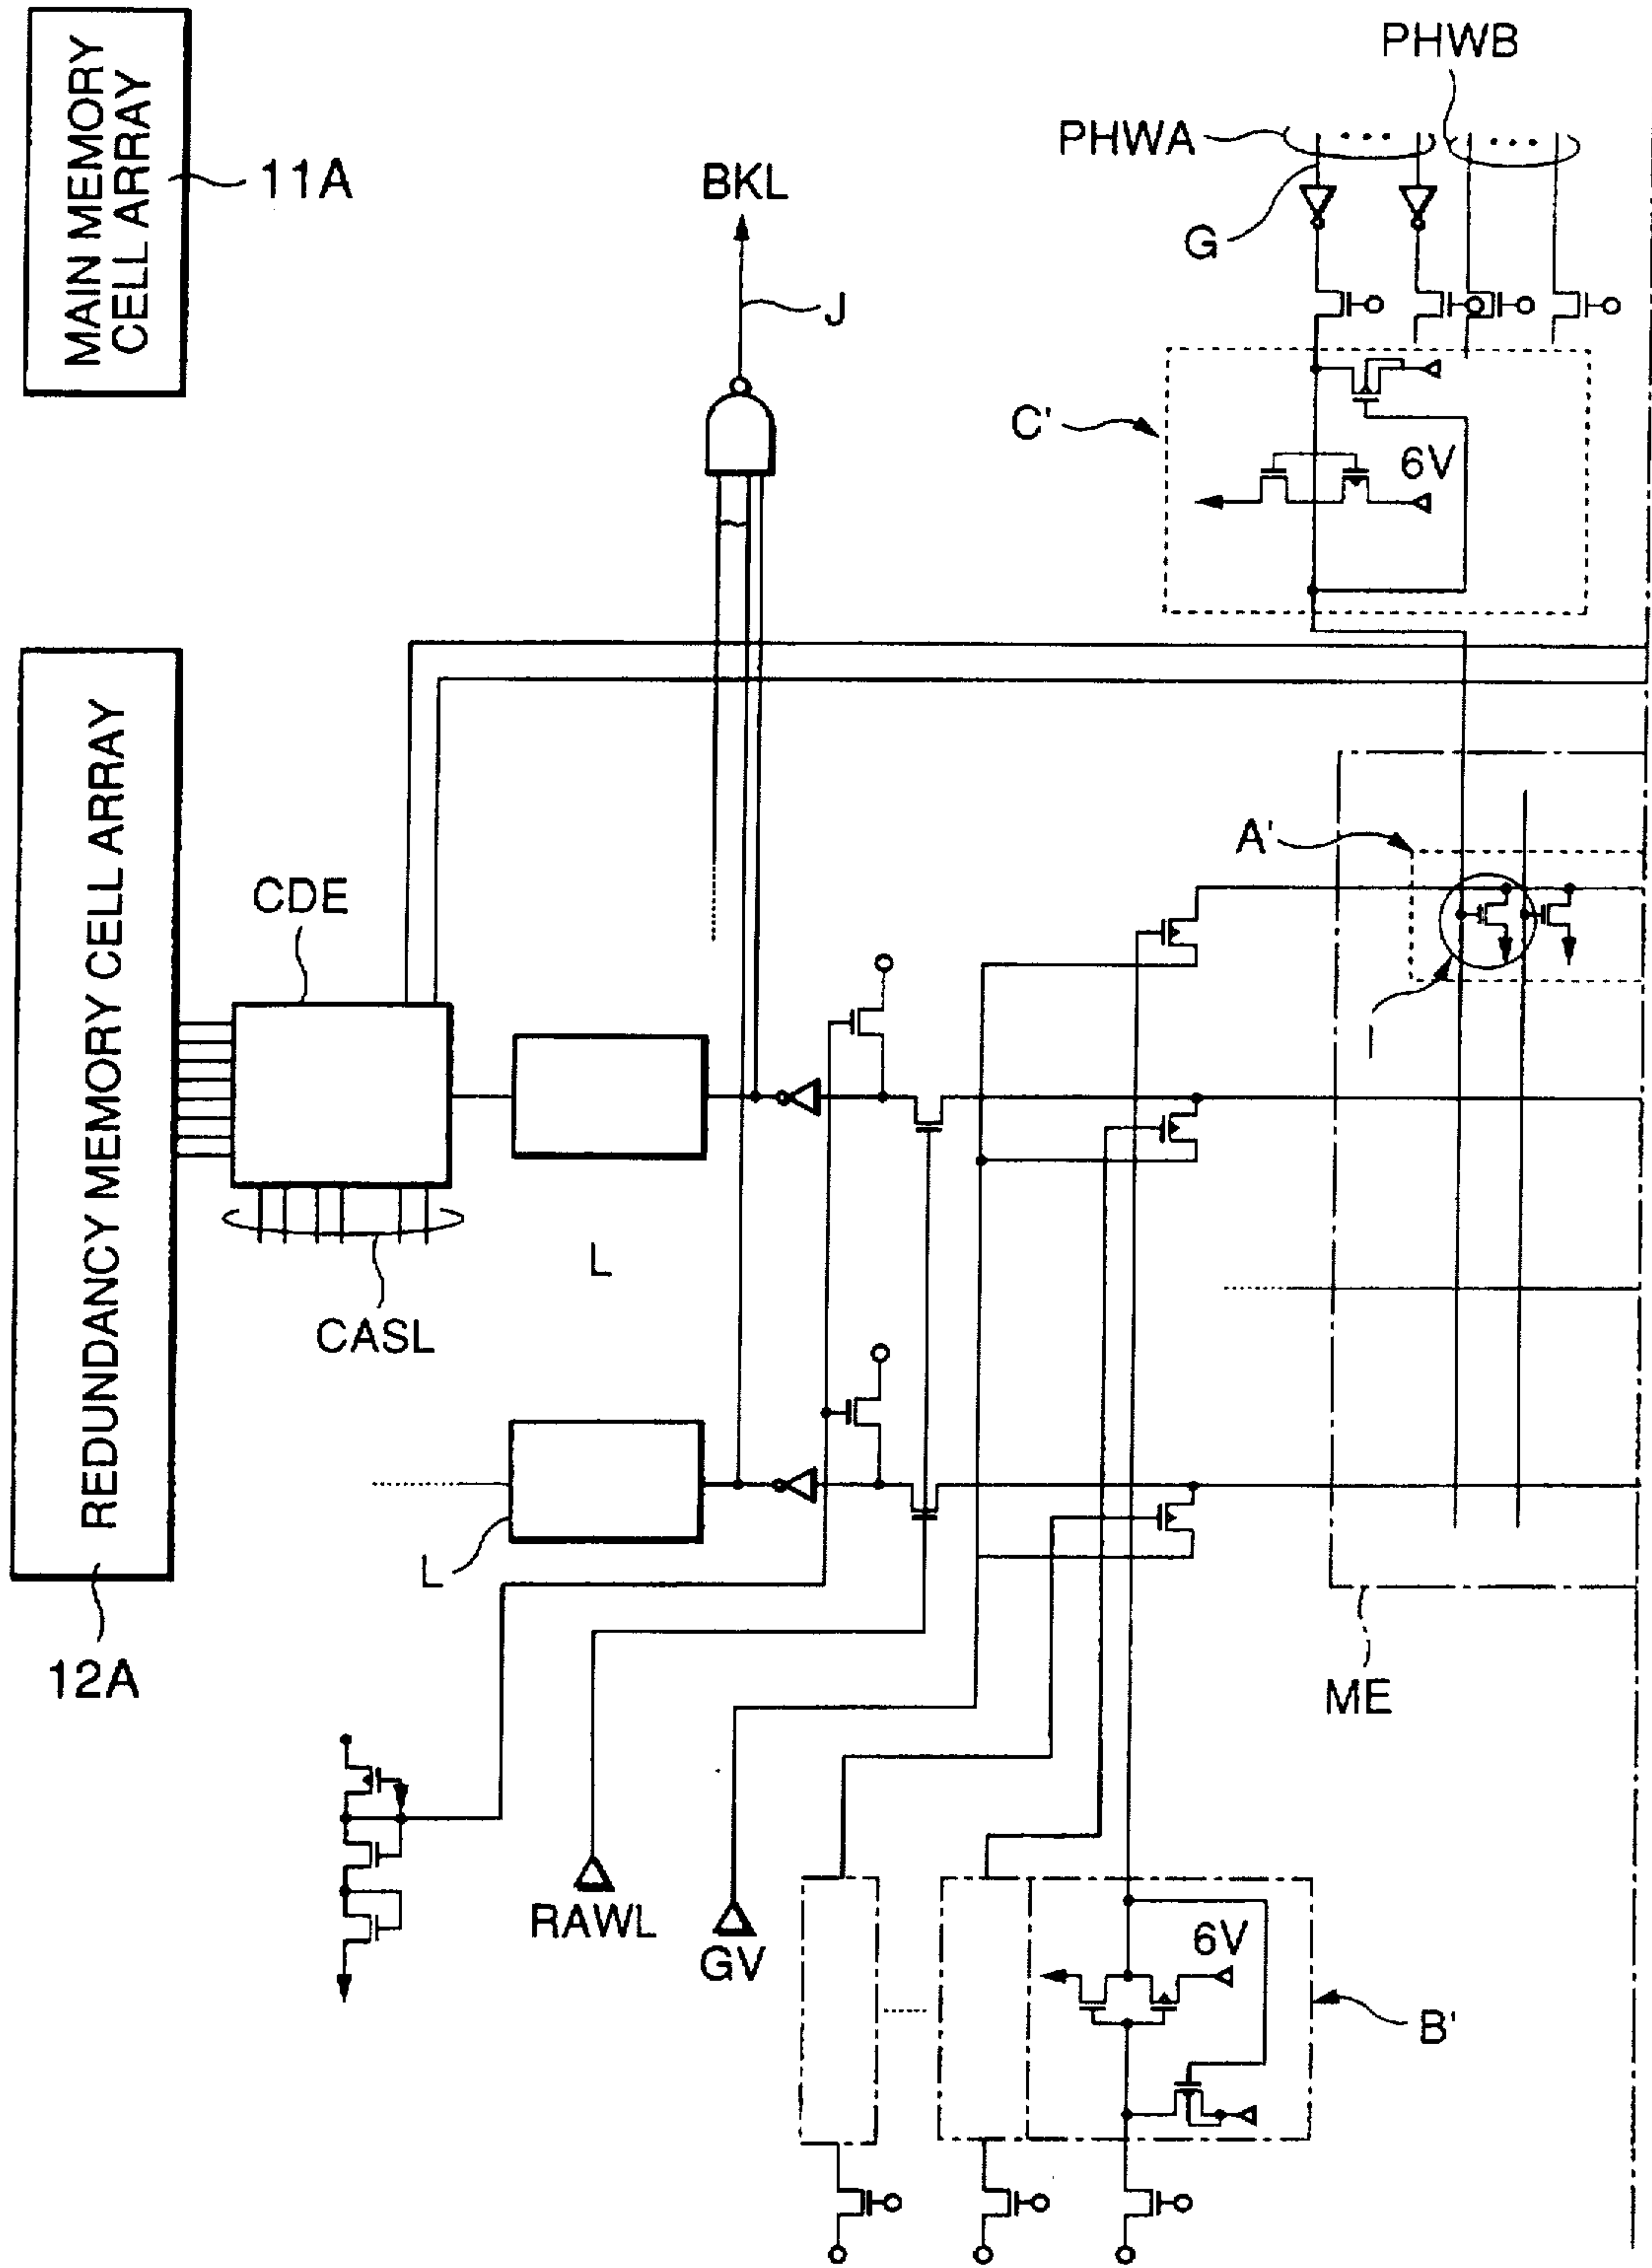 PHWB
MAIN MEMORY
CELL ARRAY
11A
PHWA
BKL
G
J
C'
6V
REDUNDANCY MEMORY CELL ARRAY
A'
CDE
I
L
CASL
L
12A
ME
RAWL
GV
6V
B'